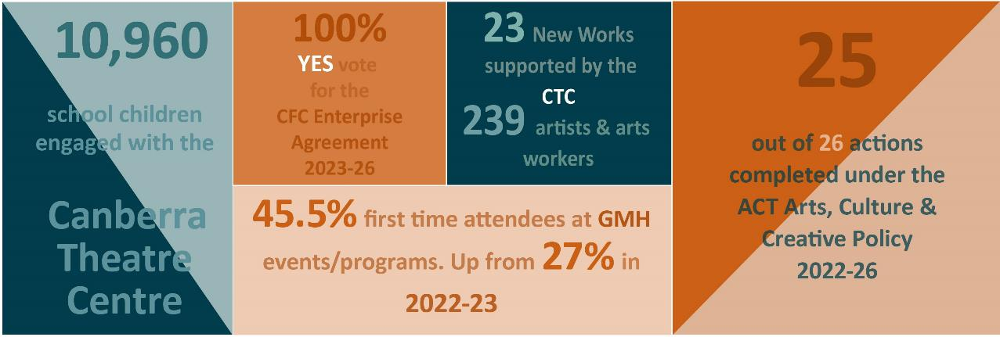 10,960
school children
engaged with the
Canberra
Theatre
Centre
100%
YES vote
for the
CFC Enterprise
Agreement
2023-26
23 New Works
supported by the
CTC
239 artists & arts
workers
45.5% first time attendees at GMH
events/programs. Up from 27% in
2022-23
25
out of 26 actions
completed under the
ACT Arts, Culture &
Creative Policy
2022-26